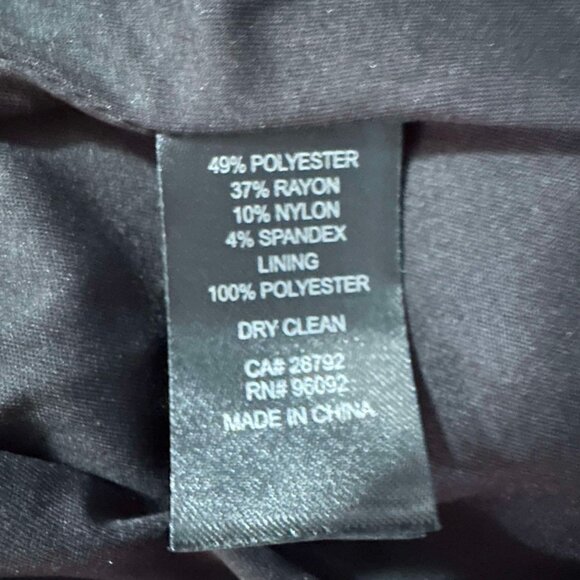 49% POLYESTER
37% RAYON
10% NYLON
4% SPANDEX
LINING
100% POLYESTER
DRY CLEAN
CA# 26792
RN# 96092
MADE IN CHINA